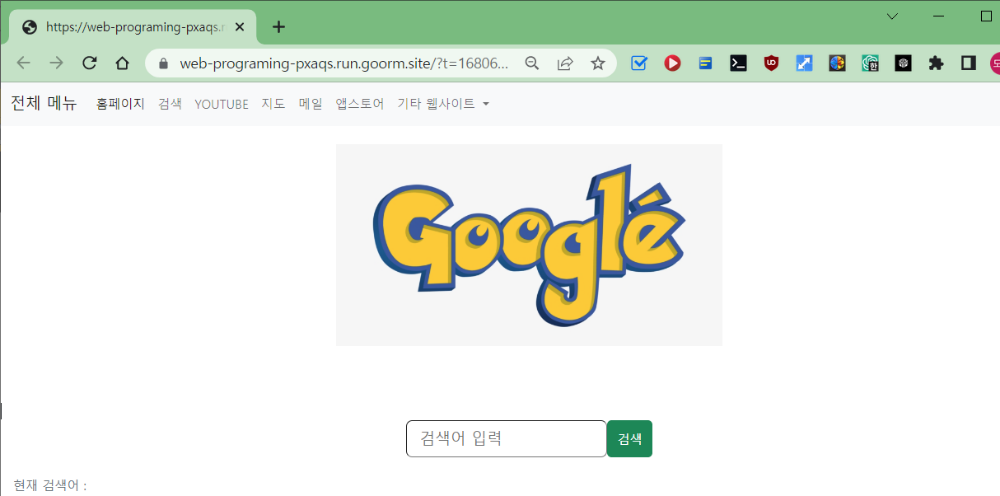 https://web-programing-pxaqs.r
web-programing-pxaqs.run.goorm.site/?t=16806...
전체 메뉴 홈페이지 검색 YOUTUBE 지도 메일 앱스토어 기타 웹사이트
Googlé
검색어 입력 검색
현재 검색어 :